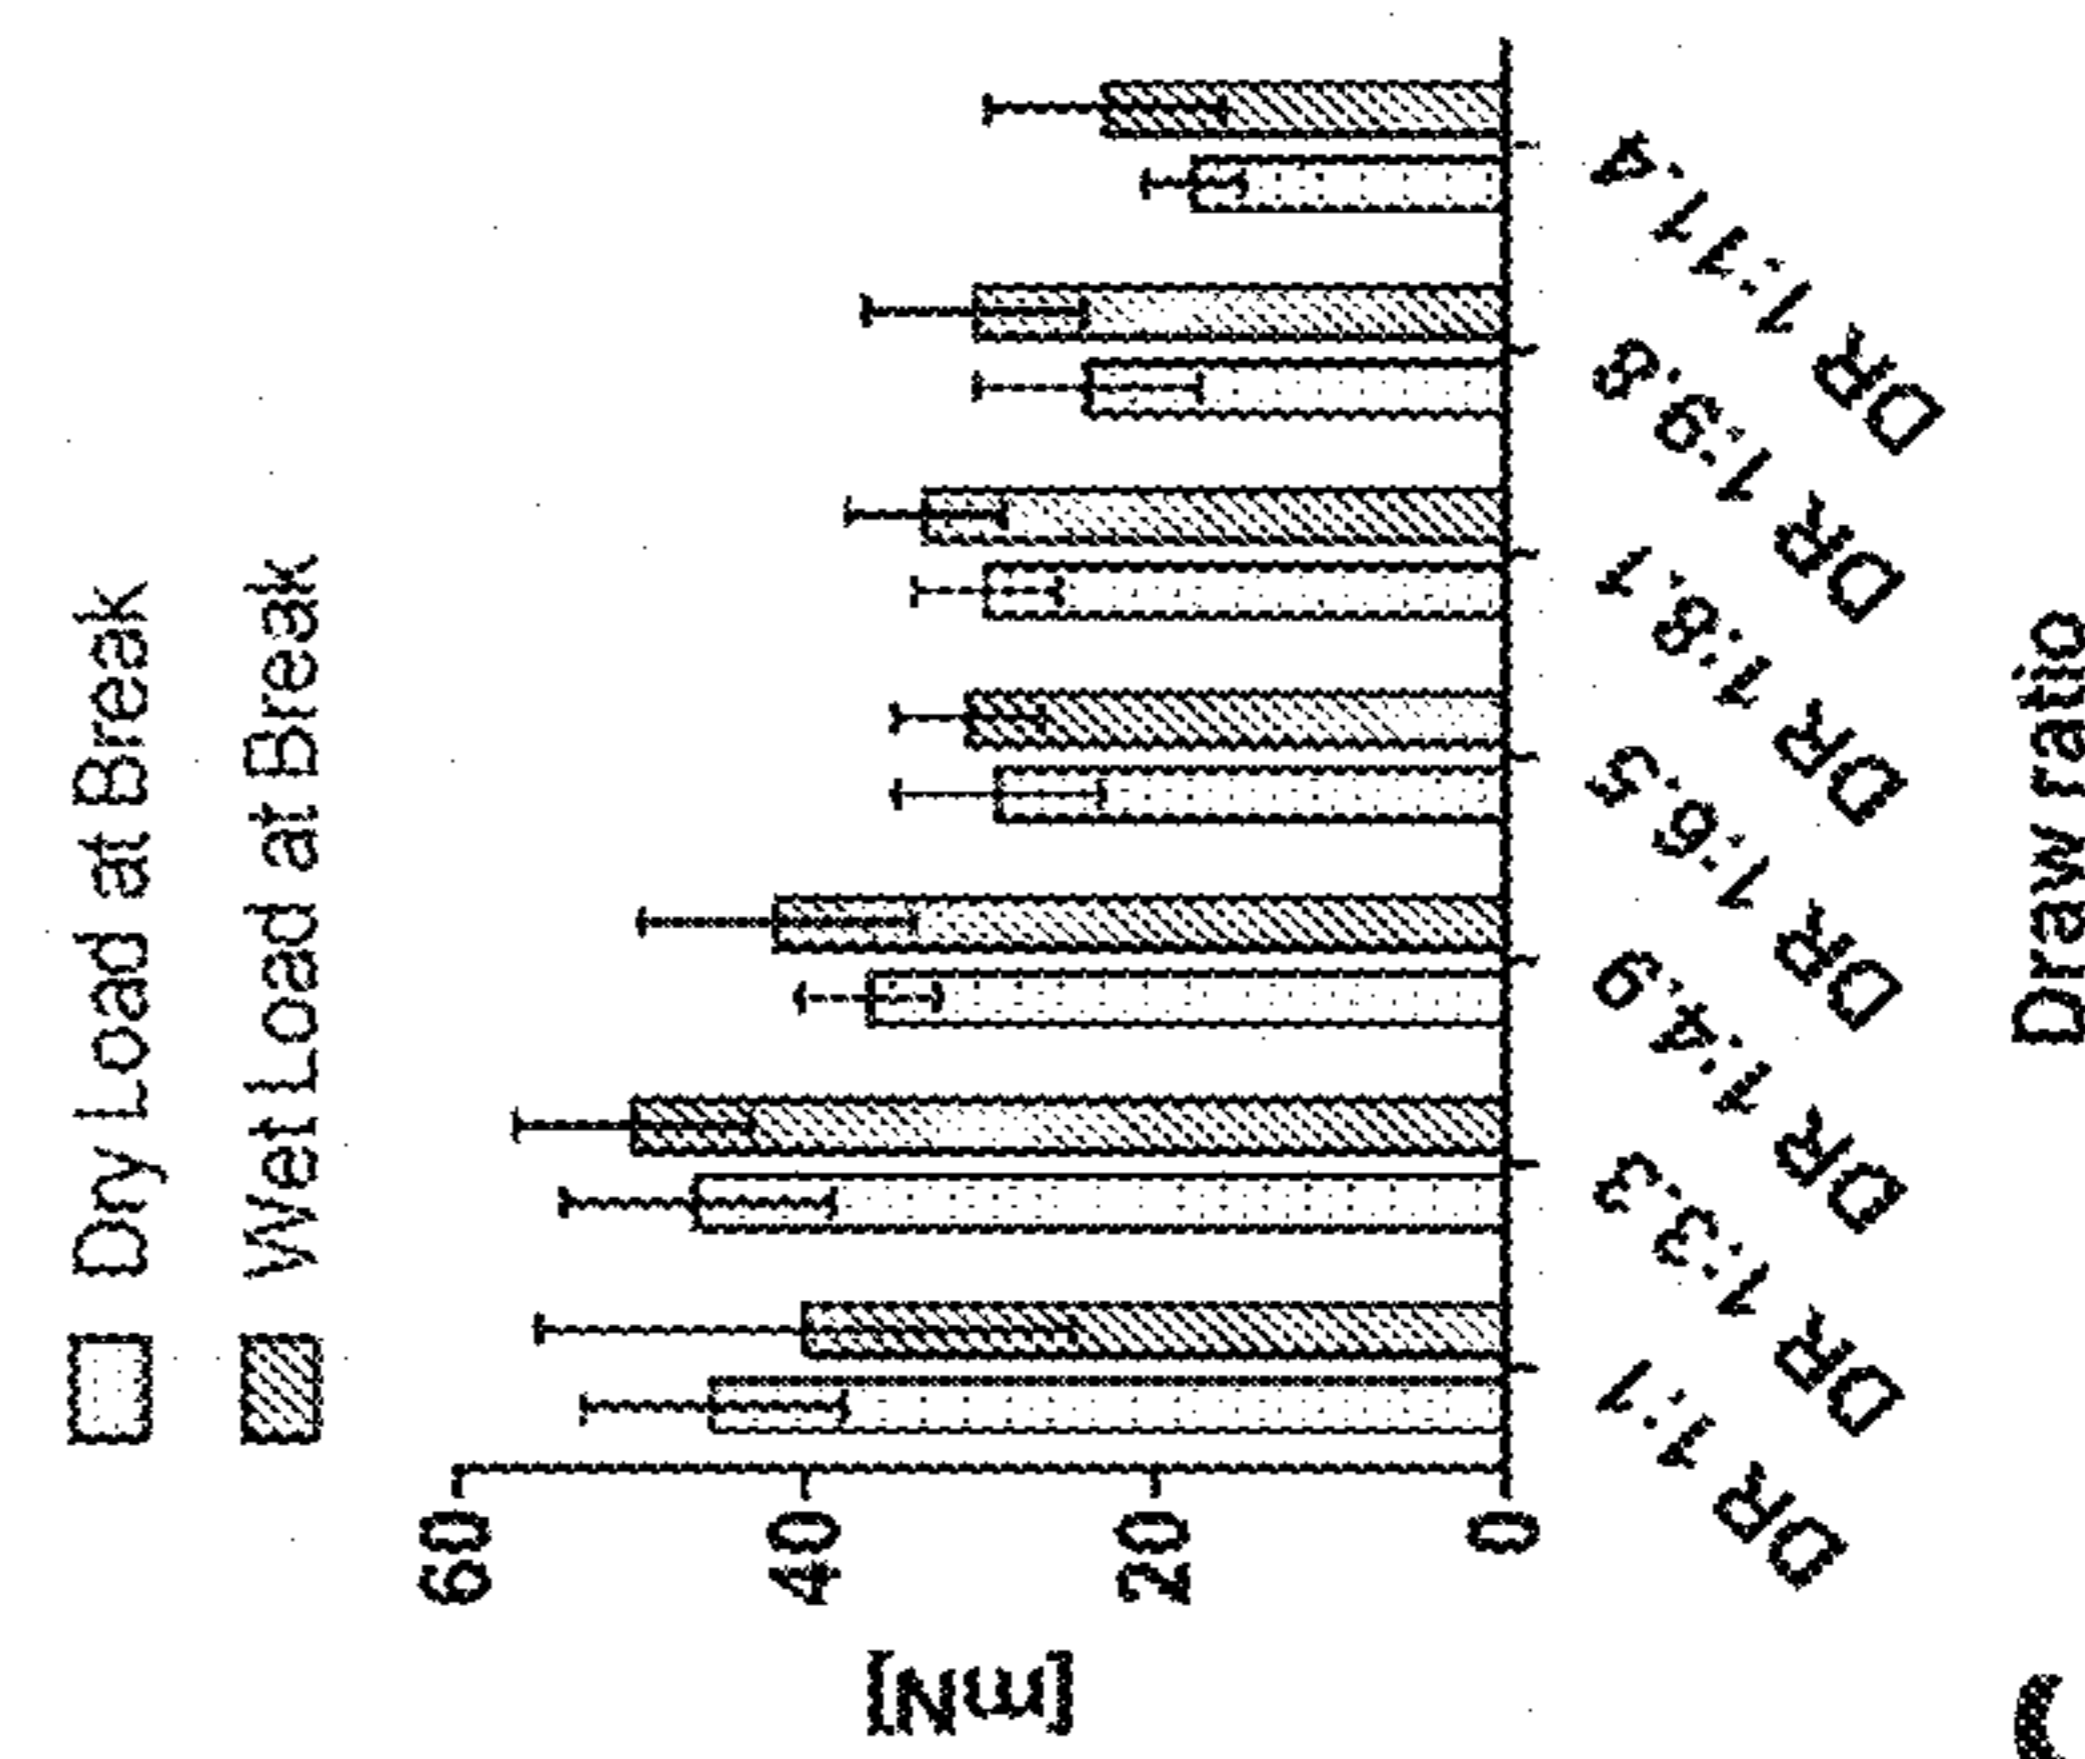 Dry Load at Break
Wet Load at Break
[mN]
60
40
20
0
DR 1:1
DR 1:3.3
DR 1:4.9
DR 1:6.5
DR 1:8.1
DR 1:9.8
DR 1:11.4
Draw ratio